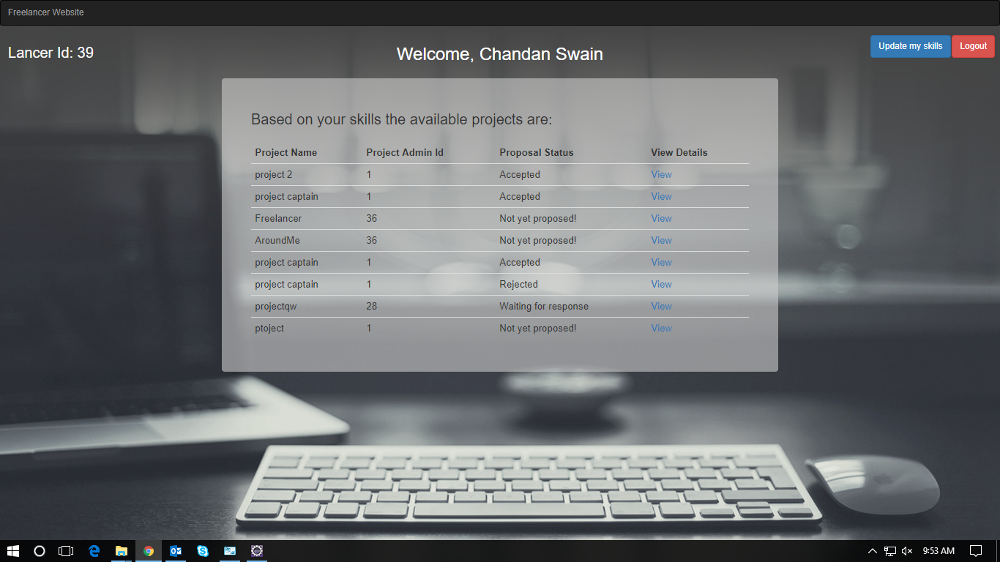 Freelancer Website
Lancer Id: 39
Welcome, Chandan Swain
Update my skills
Logout
Based on your skills the available projects are:
Project Name Project Admin Id Proposal Status View Details
project 2 1 Accepted View
project captain 1 Accepted View
Freelancer 36 Not yet proposed! View
AroundMe 36 Not yet proposed! View
project captain 1 Accepted View
project captain 1 Rejected View
projectqw 28 Waiting for response View
ptoject 1 Not yet proposed! View
9:53 AM